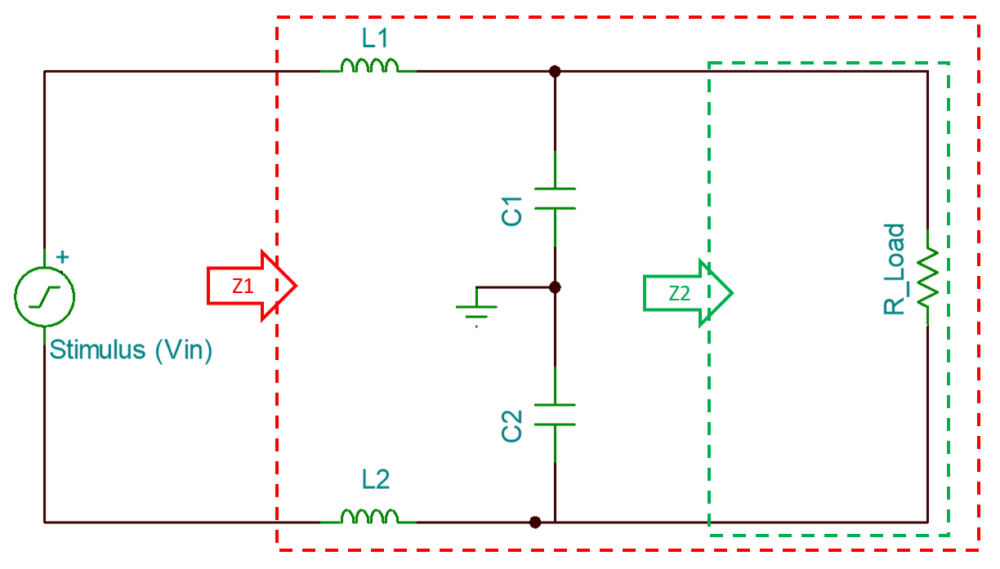 L1
C1
+
Z1
Z2
R_Load
Stimulus (Vin)
C2
L2